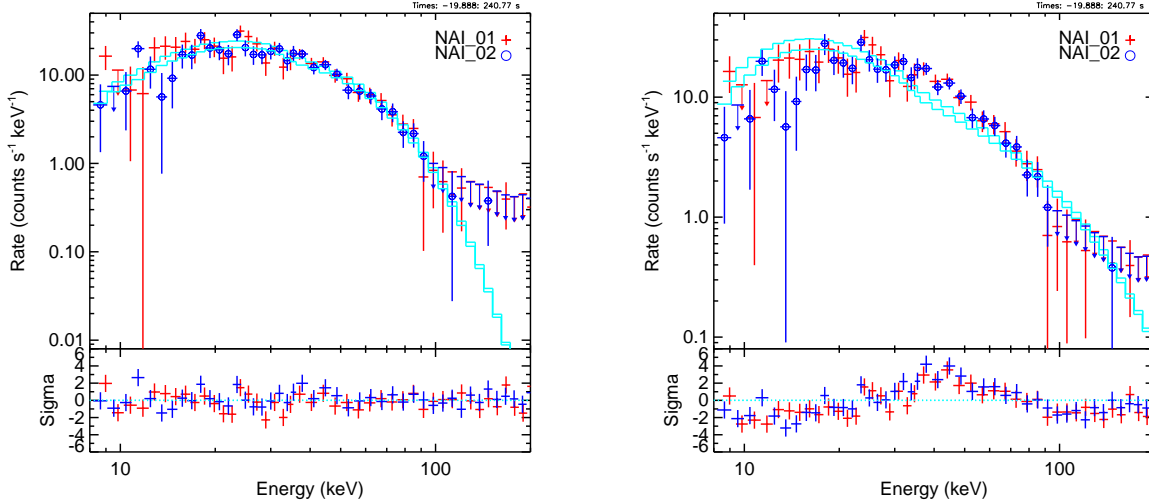 Times: -19.888: 240.77 s
NAI_01
NAI_02
Rate (counts s⁻¹ keV⁻¹)
10.00
1.00
0.10
0.01
Sigma
6
4
2
0
-2
-4
-6
10
100
Energy (keV)
Times: -19.888: 240.77 s
NAI_01
NAI_02
Rate (counts s⁻¹ keV⁻¹)
10.0
1.0
0.1
Sigma
6
4
2
0
-2
-4
-6
10
100
Energy (keV)